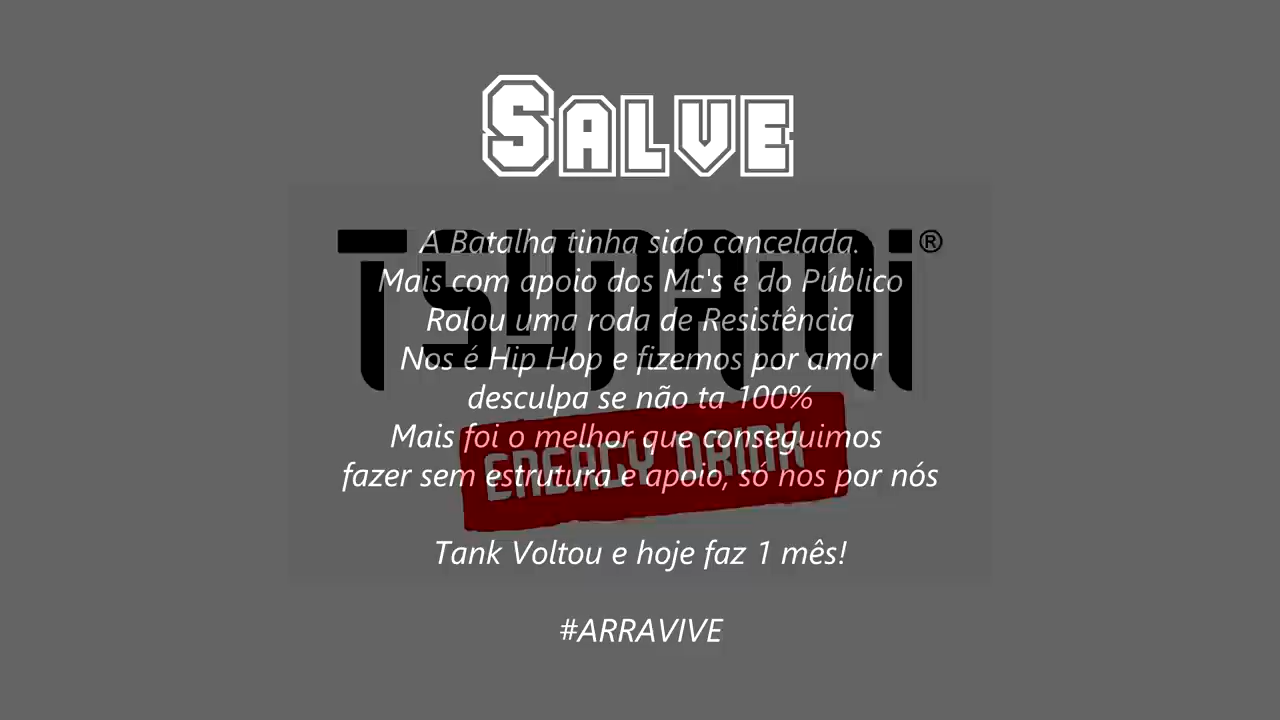 Salve
TSUNAMi®
A Batalha tinha sido cancelada.
Mais com apoio dos Mc's e do Público
Rolou uma roda de Resistência
Nos é Hip Hop e fizemos por amor
desculpa se não ta 100%
Mais foi o melhor que conseguimos
ENERGY DRINK
fazer sem estrutura e apoio, só nos por nós
Tank Voltou e hoje faz 1 mês!
#ARRAVIVE